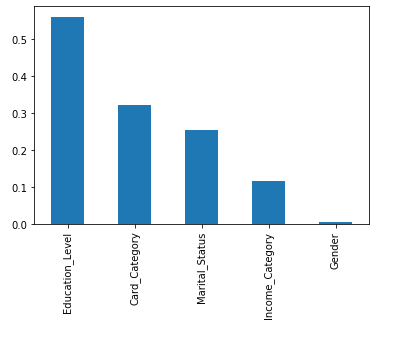 0.5
0.4
0.3
0.2
0.1
0.0
Education_Level
Card_Category
Marital_Status
Income_Category
Gender